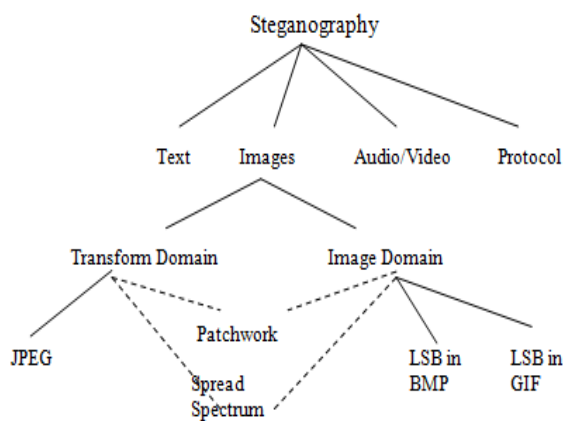 Steganography
Text Images Audio/Video Protocol
Transform Domain Image Domain
Patchwork
JPEG LSB in LSB in
BMP GIF
Spread
Spectrum